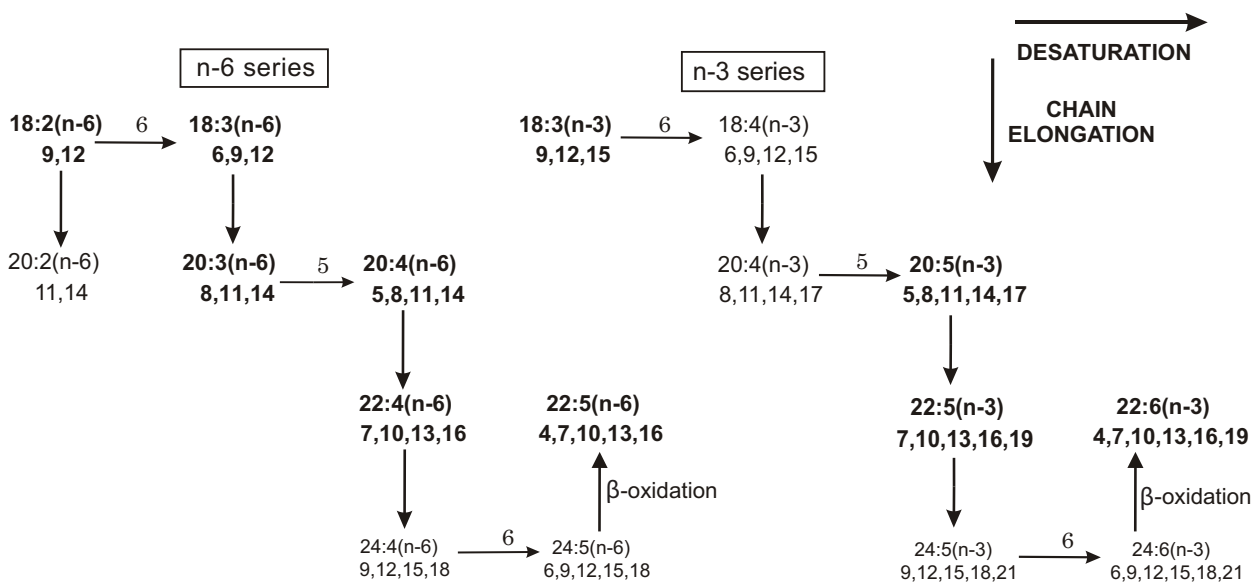 n-6 series
n-3 series
DESATURATION
CHAIN
ELONGATION
18:2(n-6)
9,12
6
18:3(n-6)
6,9,12
18:3(n-3)
9,12,15
6
18:4(n-3)
6,9,12,15
20:2(n-6)
11,14
20:3(n-6)
8,11,14
5
20:4(n-6)
5,8,11,14
20:4(n-3)
8,11,14,17
5
20:5(n-3)
5,8,11,14,17
22:4(n-6)
7,10,13,16
22:5(n-6)
4,7,10,13,16
22:5(n-3)
7,10,13,16,19
22:6(n-3)
4,7,10,13,16,19
β-oxidation
β-oxidation
24:4(n-6)
9,12,15,18
6
24:5(n-6)
6,9,12,15,18
24:5(n-3)
9,12,15,18,21
6
24:6(n-3)
6,9,12,15,18,21